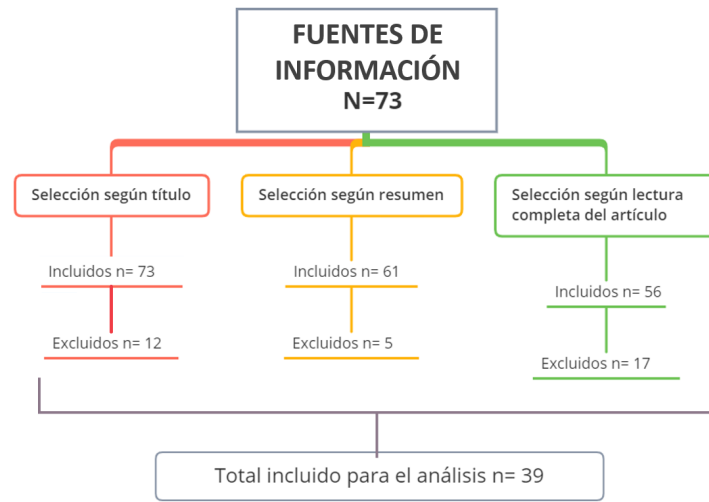 FUENTES DE
INFORMACIÓN
N=73
Selección según título
Incluidos n= 73
Excluidos n= 12
Selección según resumen
Incluidos n= 61
Excluidos n= 5
Selección según lectura
completa del artículo
Incluidos n= 56
Excluidos n= 17
Total incluido para el análisis n= 39